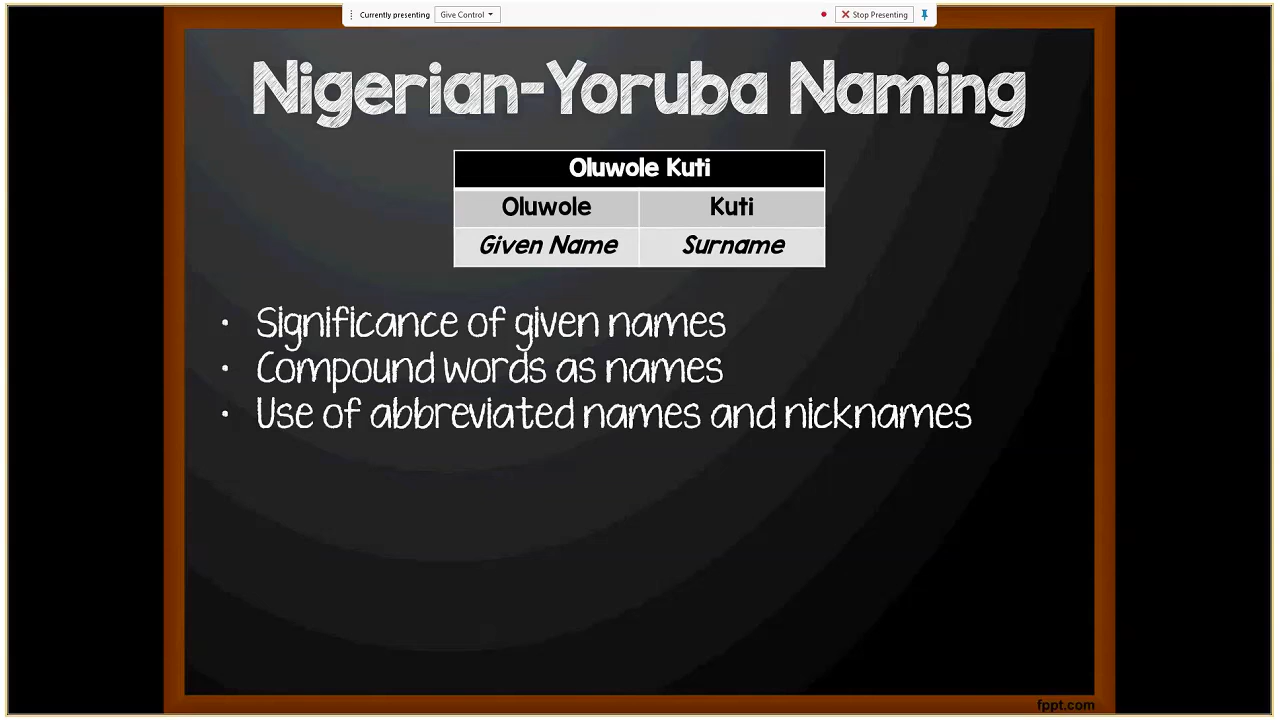 Currently presenting Give Control Stop Presenting
Nigerian-Yoruba Naming
Oluwole Kuti
Oluwole Kuti
Given Name Surname
• Significance of given names
• Compound words as names
• Use of abbreviated names and nicknames
fppt.com